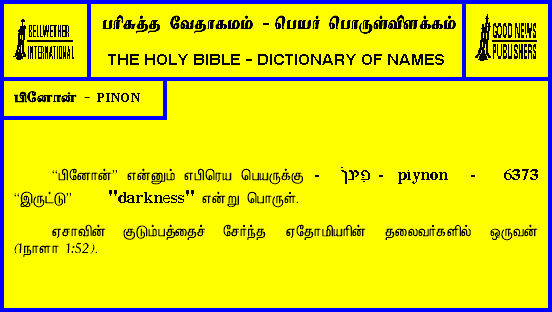 BELLWETHER
INTERNATIONAL
பரிசுத்த வேதாகமம் - பெயர் பொருள்விளக்கம்
THE HOLY BIBLE - DICTIONARY OF NAMES
GOOD NEWS
PUBLISHERS
பினோன் - PINON
“பினோன்” என்னும் எபிரெய பெயருக்கு - פִּינֹן - piynon - 6373
“இருட்டு” "darkness" என்று பொருள்.
ஏசாவின் குடும்பத்தைச் சேர்ந்த ஏதோமியரின் தலைவர்களில் ஒருவன்
(1நாளா 1:52).